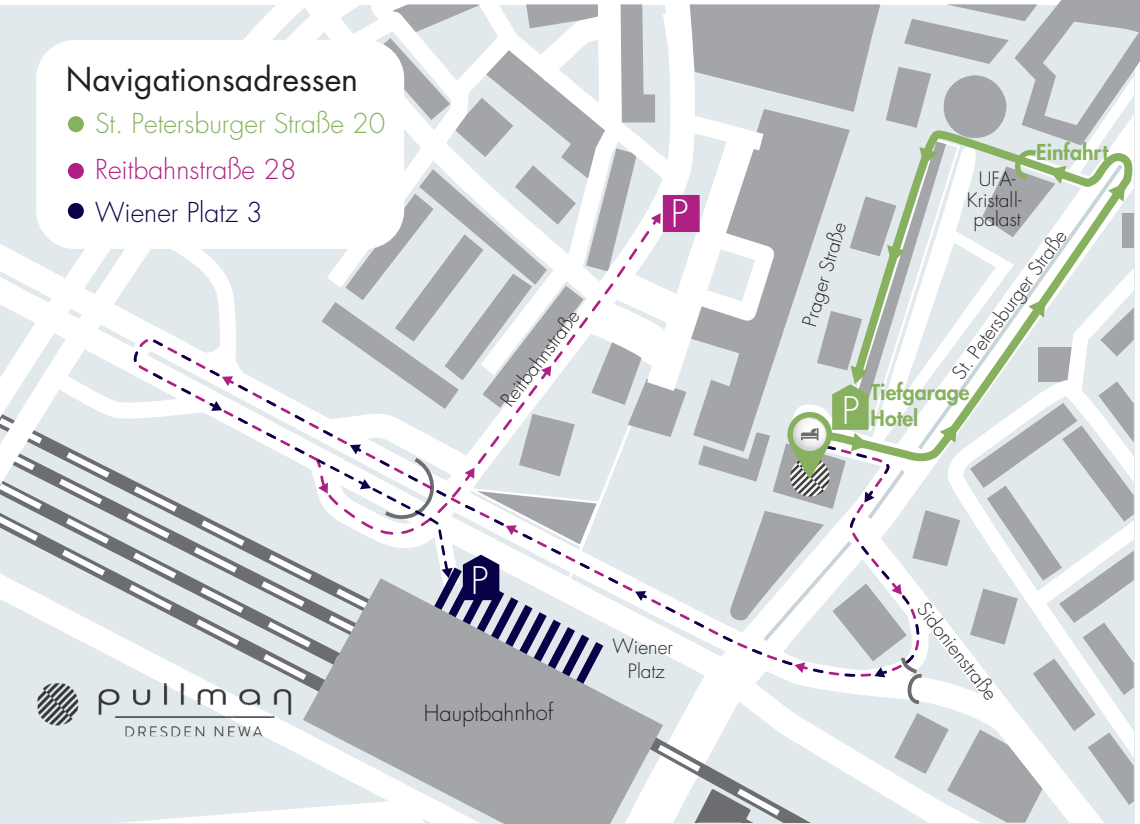 Navigationsadressen
St. Petersburger Straße 20
Reitbahnstraße 28
Wiener Platz 3
P
Einfahrt
UFA-
Kristall-
palast
Prager Straße
St. Petersburger Straße
Reitbahnstraße
P
Tiefgarage
Hotel
P
Sidonienstraße
Wiener
Platz
Hauptbahnhof
pullman
DRESDEN NEWA